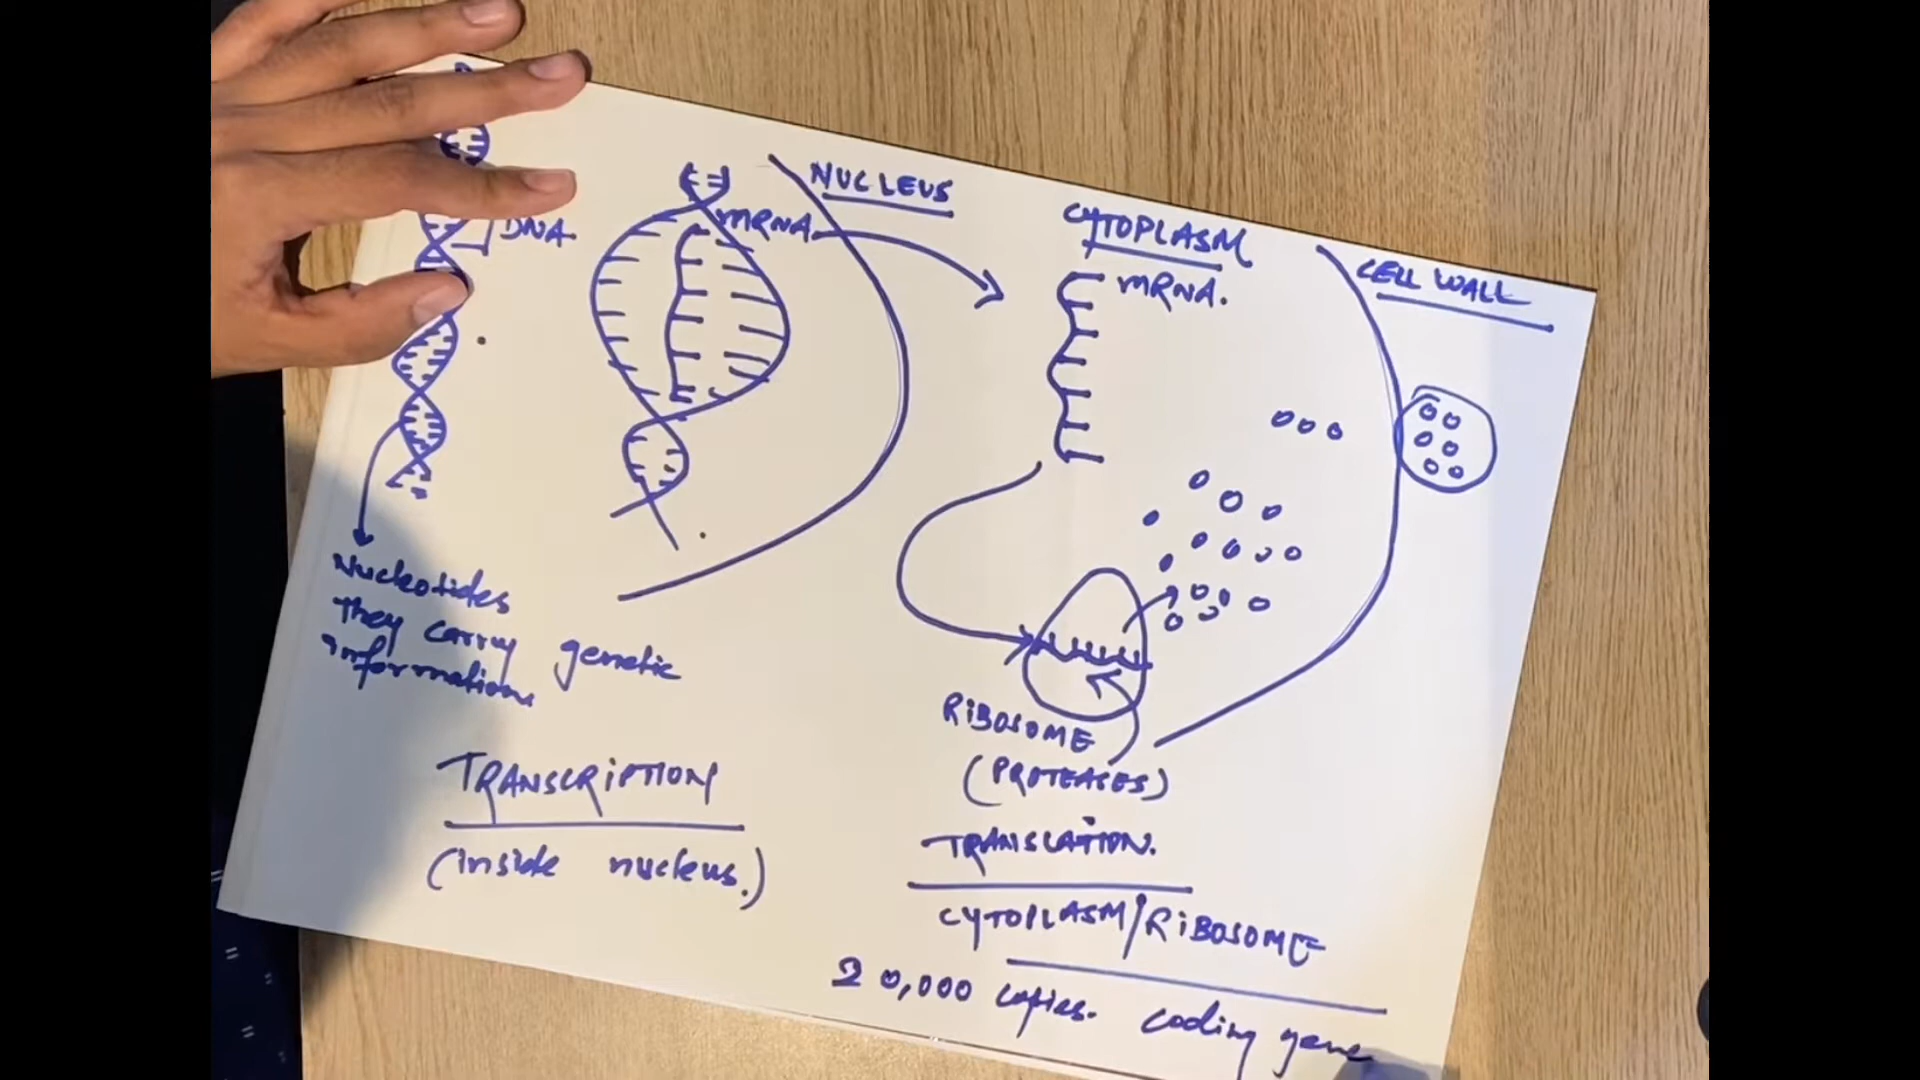 DNA.
mRNA.
NUCLEUS
CYTOPLASM
mRNA.
CELL WALL
Nucleotides
They carry genetic
Informations
RiBOSOME
(PROTEASES)
TRANSCRIPTION
(inside nucleus.)
TRANSLATION.
CYTOPLASM/RiBOSOME
20,000 copies. coding gene